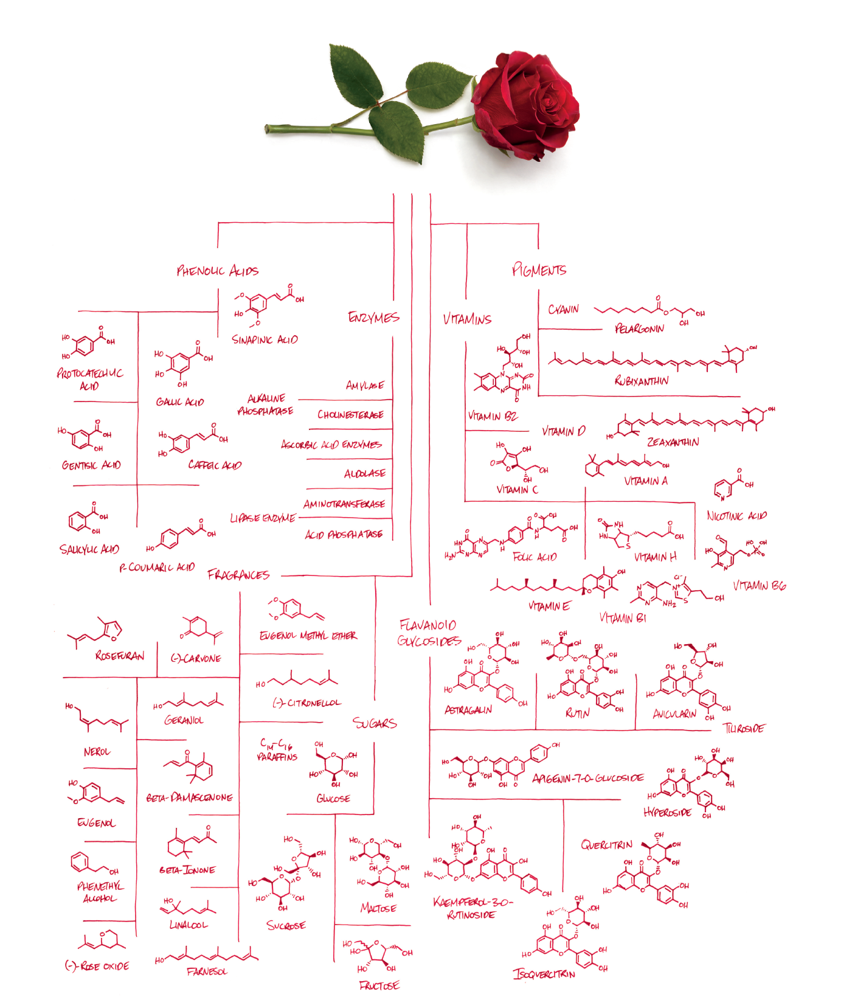 PHENOLIC ACIDS
SINAPINIC ACID
PROTOCATECHUIC
ACID
GALLIC ACID
GENTISIC ACID
CAFFEIC ACID
SALICYLIC ACID
P-COUMARIC ACID
ENZYMES
AMYLASE
ALKALINE
PHOSPHATASE
CHOLINESTERASE
ASCORBIC ACID ENZYMES
ALDOLASE
AMINOTRANSFERASE
LIPASE ENZYME
ACID PHOSPHATASE
VITAMINS
VITAMIN B2
VITAMIN D
VITAMIN C
VITAMIN A
NICOTINIC ACID
FOLIC ACID
VITAMIN H
VITAMIN B6
VITAMIN E
VITAMIN B1
PIGMENTS
CYANIN
PELARGONIN
RUBIXANTHIN
ZEAXANTHIN
FRAGRANCES
EUGENOL METHYL ETHER
ROSEFURAN
(-)-CARVONE
(-)-CITRONELLOL
GERANIOL
NEROL
C14-C16
PARAFFINS
BETA-DAMASCENONE
EUGENOL
BETA-IONONE
PHENETHYL
ALCOHOL
LINALOOL
(-)-ROSE OXIDE
FARNESOL
SUGARS
GLUCOSE
SUCROSE
MALTOSE
FRUCTOSE
FLAVANOID
GLYCOSIDES
ASTRAGALIN
RUTIN
AVICULARIN
TILIROSIDE
APIGENIN-7-O-GLUCOSIDE
HYPEROSIDE
QUERCITRIN
KAEMPFEROL-3-O-
RUTINOSIDE
ISOQUERCITRIN